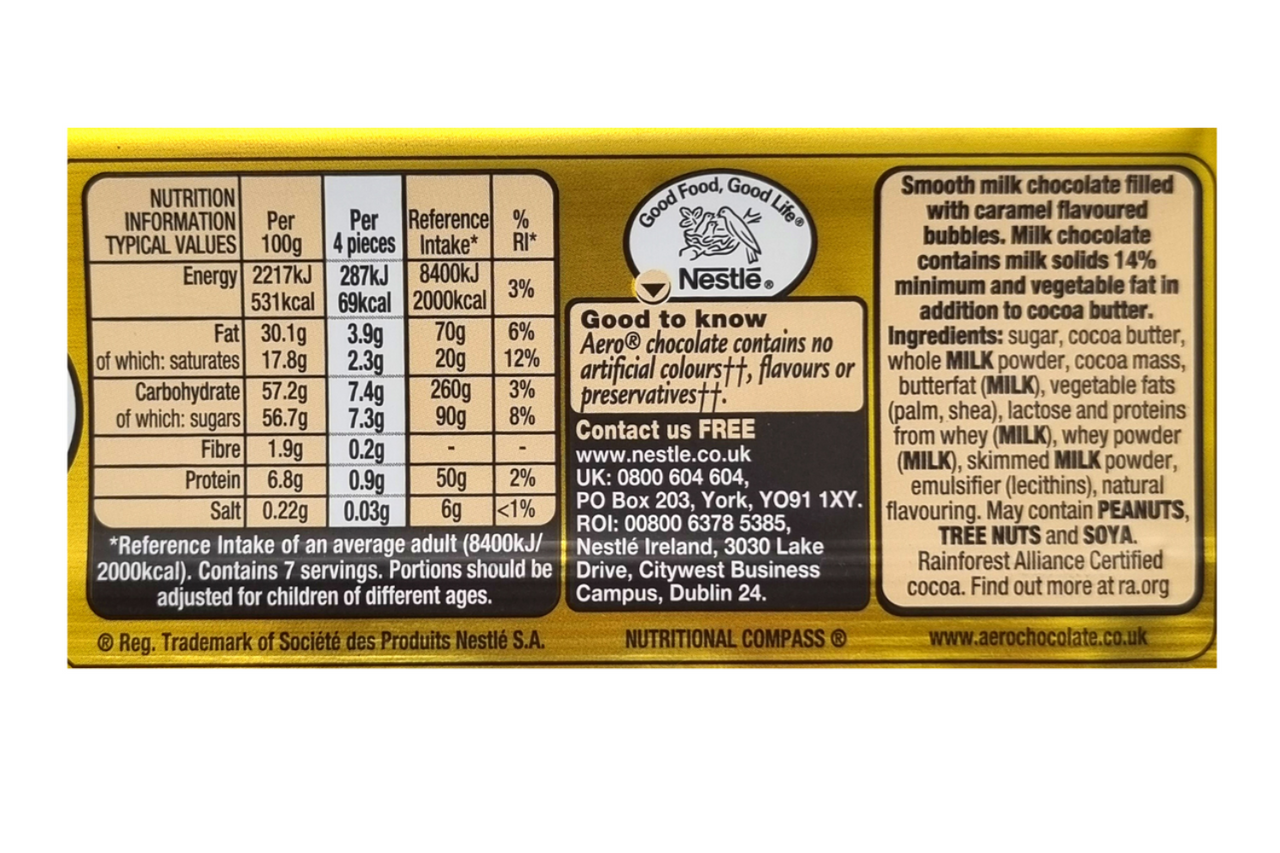 NUTRITION INFORMATION TYPICAL VALUES Per 100g Per 4 pieces Reference Intake* % RI*
Energy 2217kJ 287kJ 8400kJ 3%
531kcal 69kcal 2000kcal
Fat 30.1g 3.9g 70g 6%
of which: saturates 17.8g 2.3g 20g 12%
Carbohydrate 57.2g 7.4g 260g 3%
of which: sugars 56.7g 7.3g 90g 8%
Fibre 1.9g 0.2g - -
Protein 6.8g 0.9g 50g 2%
Salt 0.22g 0.03g 6g <1%
*Reference Intake of an average adult (8400kJ/
2000kcal). Contains 7 servings. Portions should be
adjusted for children of different ages.
® Reg. Trademark of Société des Produits Nestlé S.A.
Good Food, Good Life®
Nestlé®
Good to know
Aero® chocolate contains no
artificial colours††, flavours or
preservatives††.
Contact us FREE
www.nestle.co.uk
UK: 0800 604 604,
PO Box 203, York, YO91 1XY.
ROI: 00800 6378 5385,
Nestlé Ireland, 3030 Lake
Drive, Citywest Business
Campus, Dublin 24.
NUTRITIONAL COMPASS ®
Smooth milk chocolate filled
with caramel flavoured
bubbles. Milk chocolate
contains milk solids 14%
minimum and vegetable fat in
addition to cocoa butter.
Ingredients: sugar, cocoa butter,
whole MILK powder, cocoa mass,
butterfat (MILK), vegetable fats
(palm, shea), lactose and proteins
from whey (MILK), whey powder
(MILK), skimmed MILK powder,
emulsifier (lecithins), natural
flavouring. May contain PEANUTS,
TREE NUTS and SOYA.
Rainforest Alliance Certified
cocoa. Find out more at ra.org
www.aerochocolate.co.uk